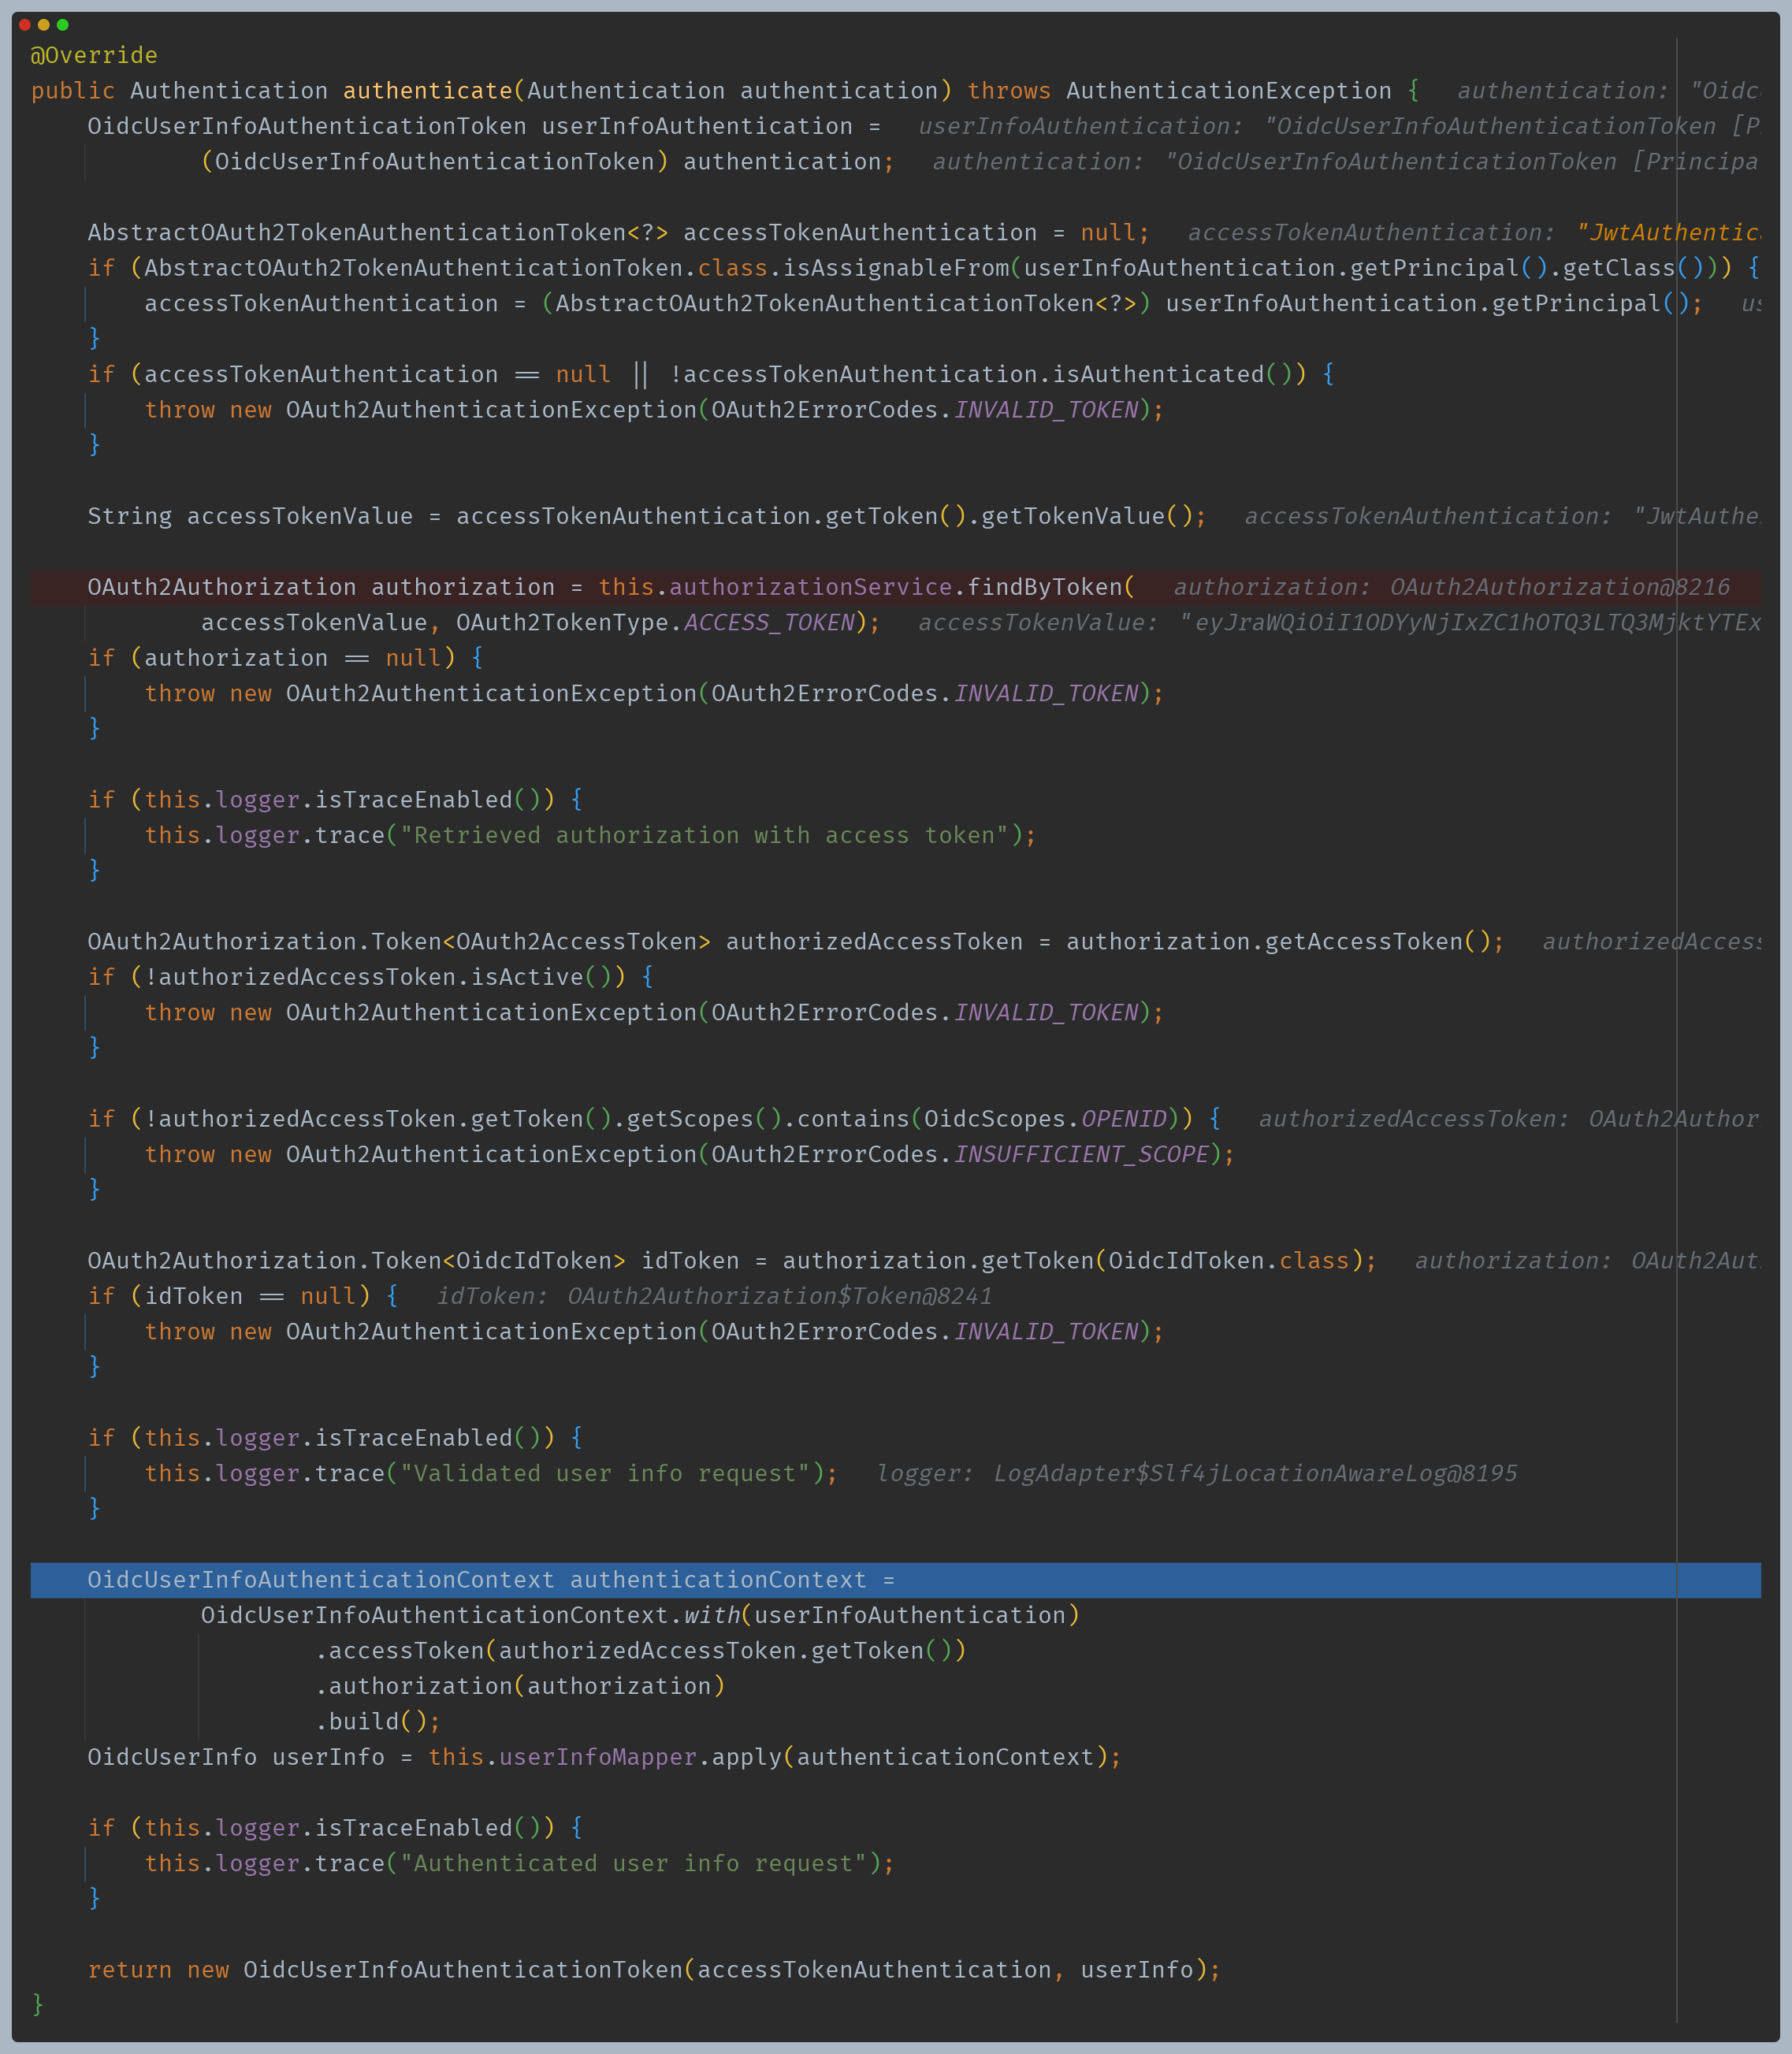 @Override
public Authentication authenticate(Authentication authentication) throws AuthenticationException {   authentication: "Oidc
    OidcUserInfoAuthenticationToken userInfoAuthentication =   userInfoAuthentication: "OidcUserInfoAuthenticationToken [P
            (OidcUserInfoAuthenticationToken) authentication;   authentication: "OidcUserInfoAuthenticationToken [Principa
    AbstractOAuth2TokenAuthenticationToken<?> accessTokenAuthentication = null;   accessTokenAuthentication: "JwtAuthentic
    if (AbstractOAuth2TokenAuthenticationToken.class.isAssignableFrom(userInfoAuthentication.getPrincipal().getClass())) {
        accessTokenAuthentication = (AbstractOAuth2TokenAuthenticationToken<?>) userInfoAuthentication.getPrincipal();   us
    }
    if (accessTokenAuthentication == null || !accessTokenAuthentication.isAuthenticated()) {
        throw new OAuth2AuthenticationException(OAuth2ErrorCodes.INVALID_TOKEN);
    }
    String accessTokenValue = accessTokenAuthentication.getToken().getTokenValue();   accessTokenAuthentication: "JwtAuthe
    OAuth2Authorization authorization = this.authorizationService.findByToken(   authorization: OAuth2Authorization@8216
            accessTokenValue, OAuth2TokenType.ACCESS_TOKEN);   accessTokenValue: "eyJraWQiOiI1ODYyNjIxZC1hOTQ3LTQ3MjktYTEx
    if (authorization == null) {
        throw new OAuth2AuthenticationException(OAuth2ErrorCodes.INVALID_TOKEN);
    }
    if (this.logger.isTraceEnabled()) {
        this.logger.trace("Retrieved authorization with access token");
    }
    OAuth2Authorization.Token<OAuth2AccessToken> authorizedAccessToken = authorization.getAccessToken();   authorizedAccess
    if (!authorizedAccessToken.isActive()) {
        throw new OAuth2AuthenticationException(OAuth2ErrorCodes.INVALID_TOKEN);
    }
    if (!authorizedAccessToken.getToken().getScopes().contains(OidcScopes.OPENID)) {   authorizedAccessToken: OAuth2Author
        throw new OAuth2AuthenticationException(OAuth2ErrorCodes.INSUFFICIENT_SCOPE);
    }
    OAuth2Authorization.Token<OidcIdToken> idToken = authorization.getToken(OidcIdToken.class);   authorization: OAuth2Aut
    if (idToken == null) {   idToken: OAuth2Authorization$Token@8241
        throw new OAuth2AuthenticationException(OAuth2ErrorCodes.INVALID_TOKEN);
    }
    if (this.logger.isTraceEnabled()) {
        this.logger.trace("Validated user info request");   logger: LogAdapter$Slf4jLocationAwareLog@8195
    }
    OidcUserInfoAuthenticationContext authenticationContext =
            OidcUserInfoAuthenticationContext.with(userInfoAuthentication)
                    .accessToken(authorizedAccessToken.getToken())
                    .authorization(authorization)
                    .build();
    OidcUserInfo userInfo = this.userInfoMapper.apply(authenticationContext);
    if (this.logger.isTraceEnabled()) {
        this.logger.trace("Authenticated user info request");
    }
    return new OidcUserInfoAuthenticationToken(accessTokenAuthentication, userInfo);
}